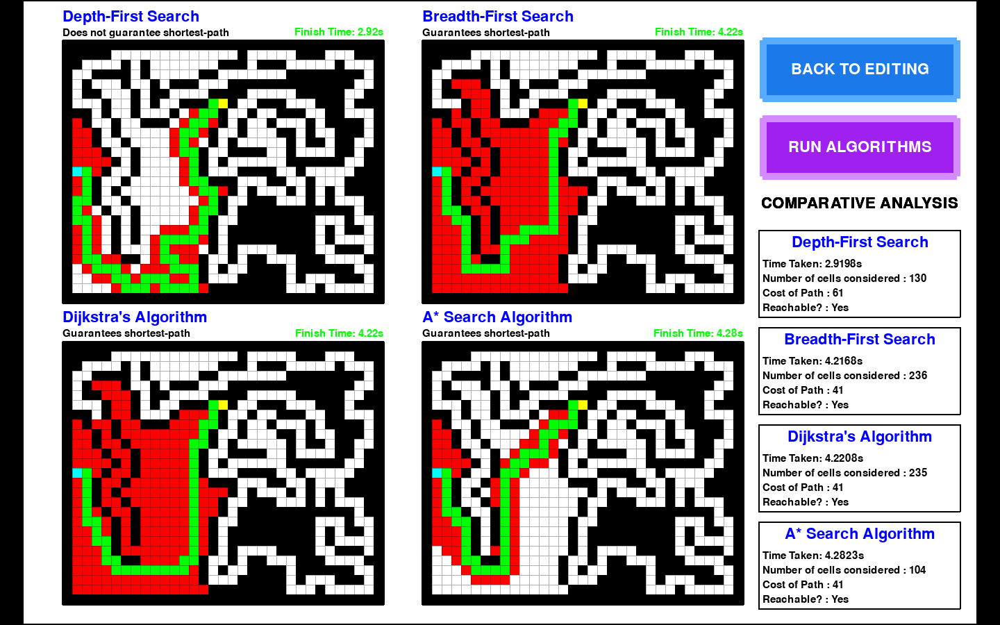 Depth-First Search
Does not guarantee shortest-path
Finish Time: 2.92s
Breadth-First Search
Guarantees shortest-path
Finish Time: 4.22s
Dijkstra's Algorithm
Guarantees shortest-path
Finish Time: 4.22s
A* Search Algorithm
Guarantees shortest-path
Finish Time: 4.28s
BACK TO EDITING
RUN ALGORITHMS
COMPARATIVE ANALYSIS
Depth-First Search
Time Taken: 2.9198s
Number of cells considered : 130
Cost of Path : 61
Reachable? : Yes
Breadth-First Search
Time Taken: 4.2168s
Number of cells considered : 236
Cost of Path : 41
Reachable? : Yes
Dijkstra's Algorithm
Time Taken: 4.2208s
Number of cells considered : 235
Cost of Path : 41
Reachable? : Yes
A* Search Algorithm
Time Taken: 4.2823s
Number of cells considered : 104
Cost of Path : 41
Reachable? : Yes